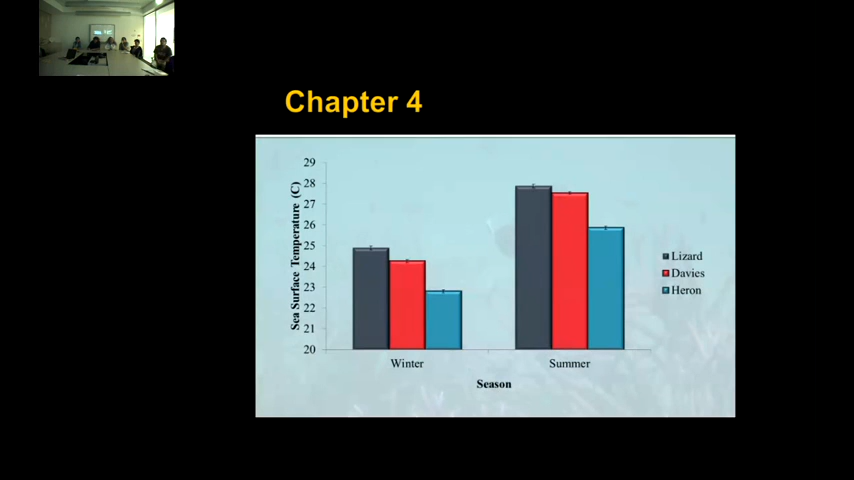 Chapter 4
29
28
27
26
25
24
23
22
21
20
Sea Surface Temperature (C)
Winter
Summer
Season
Lizard
Davies
Heron